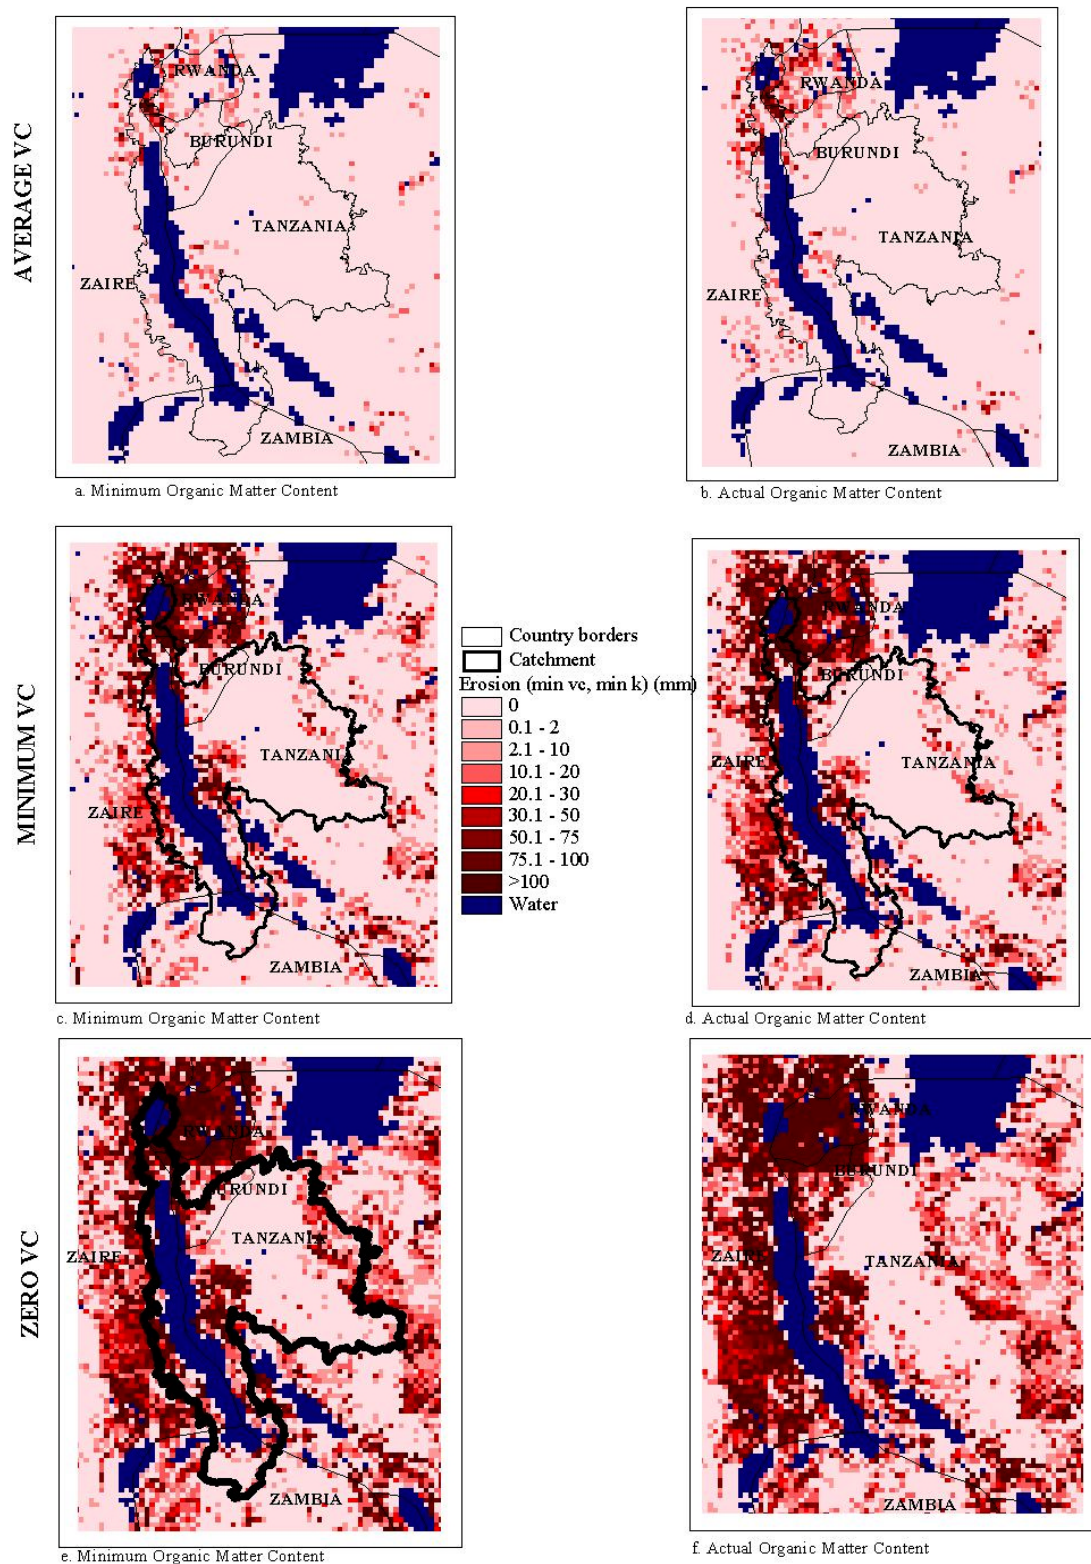 AVERAGE VC
RWANDA
BURUNDI
TANZANIA
ZAIRE
ZAMBIA
a. Minimum Organic Matter Content
RWANDA
BURUNDI
TANZANIA
ZAIRE
ZAMBIA
b. Actual Organic Matter Content
MINIMUM VC
RWANDA
BURUNDI
TANZANIA
ZAIRE
ZAMBIA
c. Minimum Organic Matter Content
Country borders
Catchment
Erosion (min vc, min k) (mm)
0
0.1 - 2
2.1 - 10
10.1 - 20
20.1 - 30
30.1 - 50
50.1 - 75
75.1 - 100
>100
Water
RWANDA
BURUNDI
ZAIRE
TANZANIA
ZAMBIA
d. Actual Organic Matter Content
ZERO VC
RWANDA
BURUNDI
TANZANIA
ZAIRE
ZAMBIA
e. Minimum Organic Matter Content
RWANDA
BURUNDI
ZAIRE
TANZANIA
ZAMBIA
f. Actual Organic Matter Content